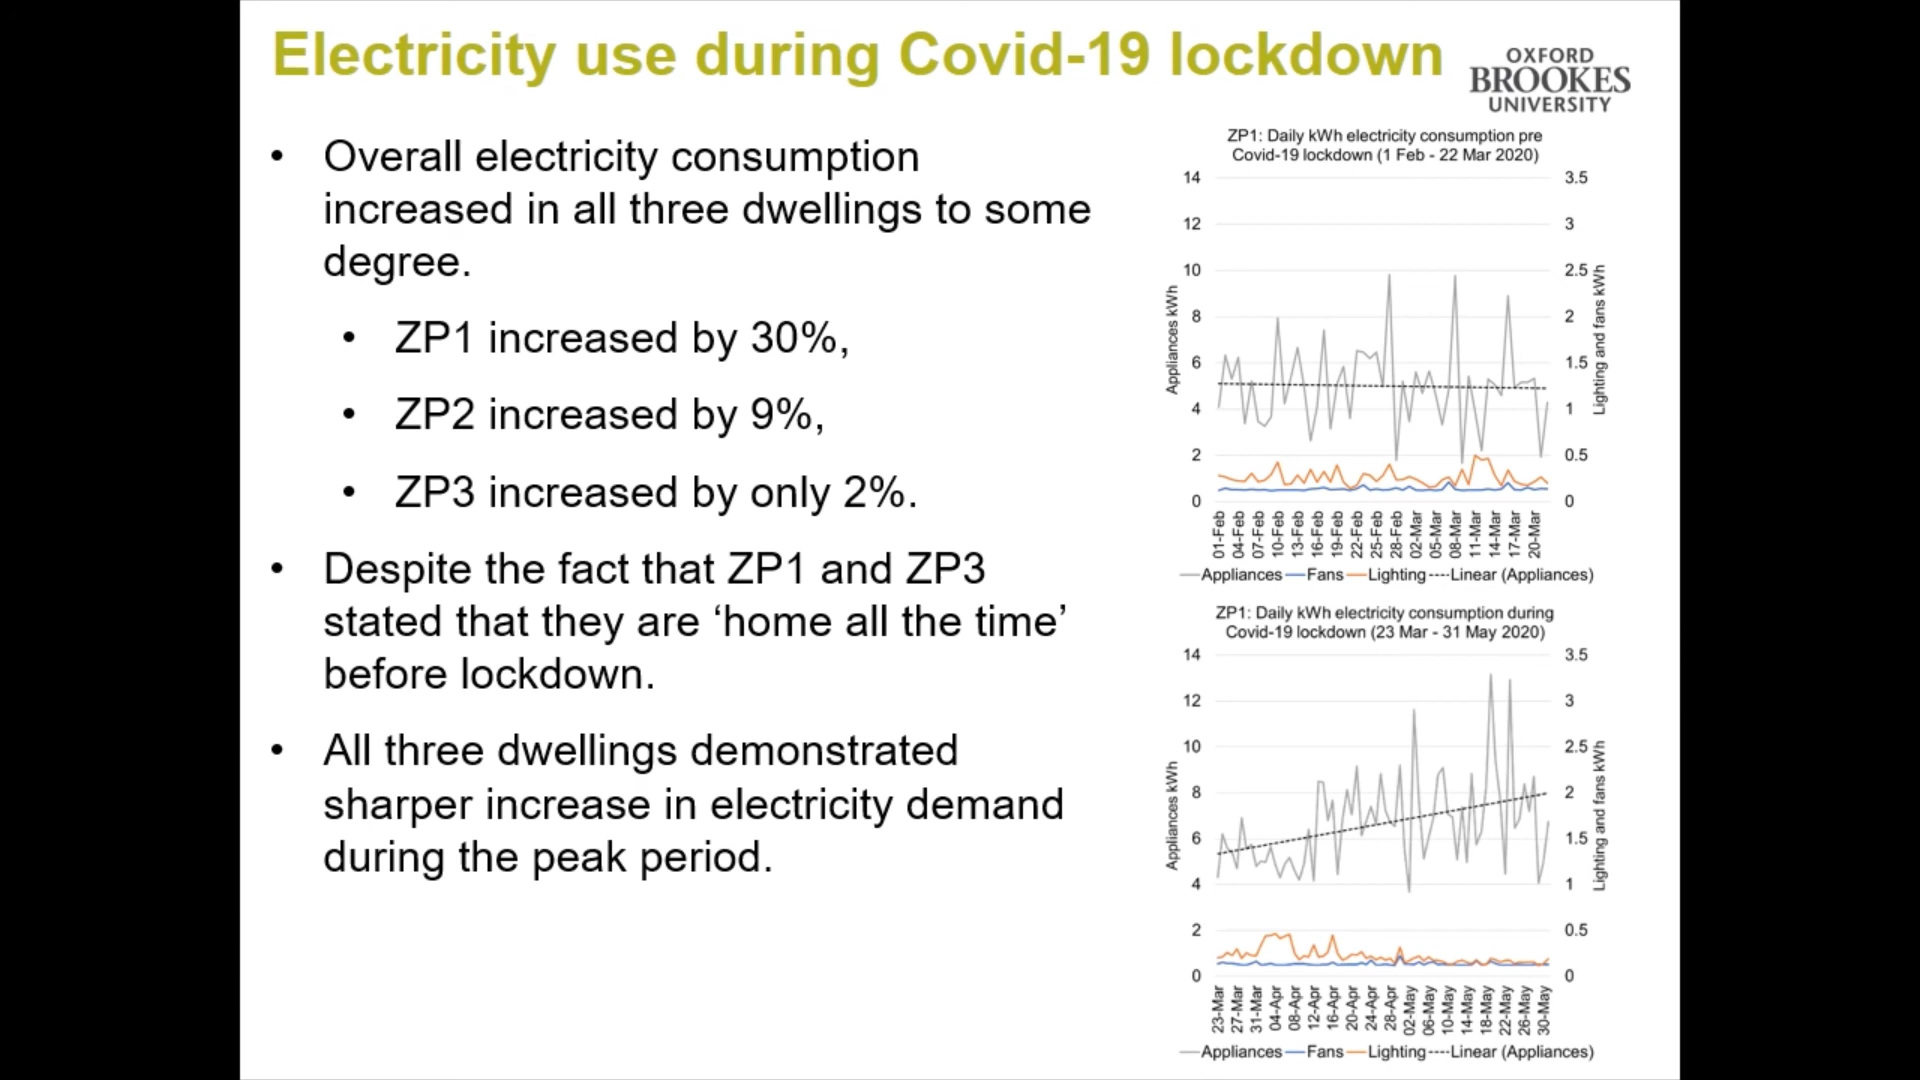 Electricity use during Covid-19 lockdown
OXFORD
BROOKES
UNIVERSITY
• Overall electricity consumption
increased in all three dwellings to some
degree.
• ZP1 increased by 30%,
• ZP2 increased by 9%,
• ZP3 increased by only 2%.
• Despite the fact that ZP1 and ZP3
stated that they are ‘home all the time’
before lockdown.
• All three dwellings demonstrated
sharper increase in electricity demand
during the peak period.
ZP1: Daily kWh electricity consumption pre
Covid-19 lockdown (1 Feb - 22 Mar 2020)
14 3.5
12 3
10 2.5
8 2
6 1.5
4 1
2 0.5
0 0
Appliances kWh
Lighting and fans kWh
01-Feb
04-Feb
07-Feb
10-Feb
13-Feb
16-Feb
19-Feb
22-Feb
25-Feb
28-Feb
02-Mar
05-Mar
08-Mar
11-Mar
14-Mar
17-Mar
20-Mar
Appliances Fans Lighting Linear (Appliances)
ZP1: Daily kWh electricity consumption during
Covid-19 lockdown (23 Mar - 31 May 2020)
14 3.5
12 3
10 2.5
8 2
6 1.5
4 1
2 0.5
0 0
Appliances kWh
Lighting and fans kWh
23-Mar
27-Mar
31-Mar
04-Apr
08-Apr
12-Apr
16-Apr
20-Apr
24-Apr
28-Apr
02-May
06-May
10-May
14-May
18-May
22-May
26-May
30-May
Appliances Fans Lighting Linear (Appliances)